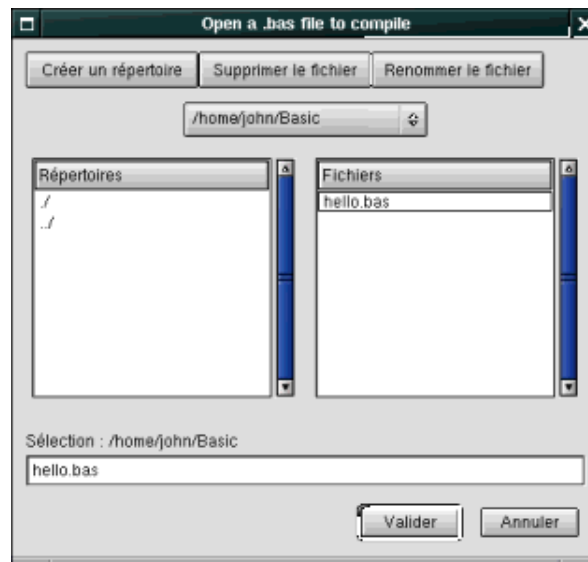 Open a .bas file to compile
Créer un répertoire Supprimer le fichier Renommer le fichier
/home/john/Basic
Répertoires Fichiers
./ hello.bas
../
Sélection : /home/john/Basic
hello.bas
Valider Annuler